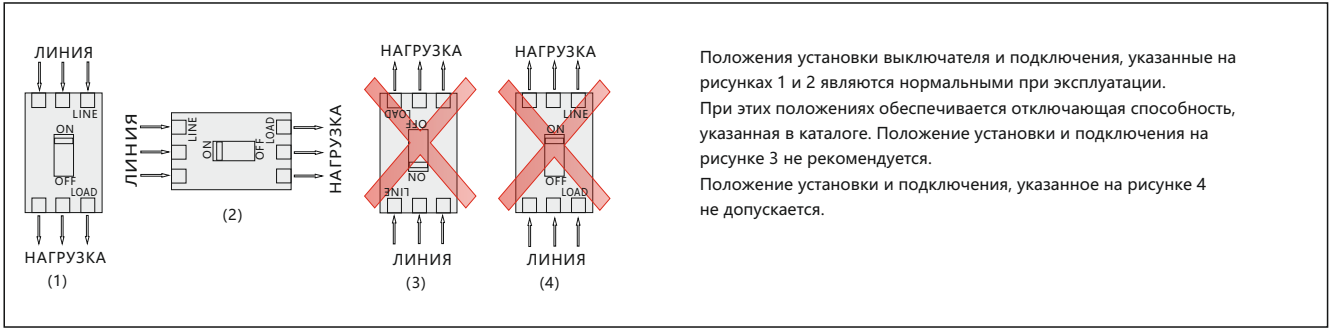 ЛИНИЯ
LINE
ON
OFF
LOAD
НАГРУЗКА
(1)
ЛИНИЯ
LINE
ON
OFF
LOAD
НАГРУЗКА
(2)
НАГРУЗКА
LOAD
OFF
ON
LINE
ЛИНИЯ
(3)
НАГРУЗКА
LINE
ON
OFF
LOAD
ЛИНИЯ
(4)
Положения установки выключателя и подключения, указанные на
рисунках 1 и 2 являются нормальными при эксплуатации.
При этих положениях обеспечивается отключающая способность,
указанная в каталоге. Положение установки и подключения на
рисунке 3 не рекомендуется.
Положение установки и подключения, указанное на рисунке 4
не допускается.